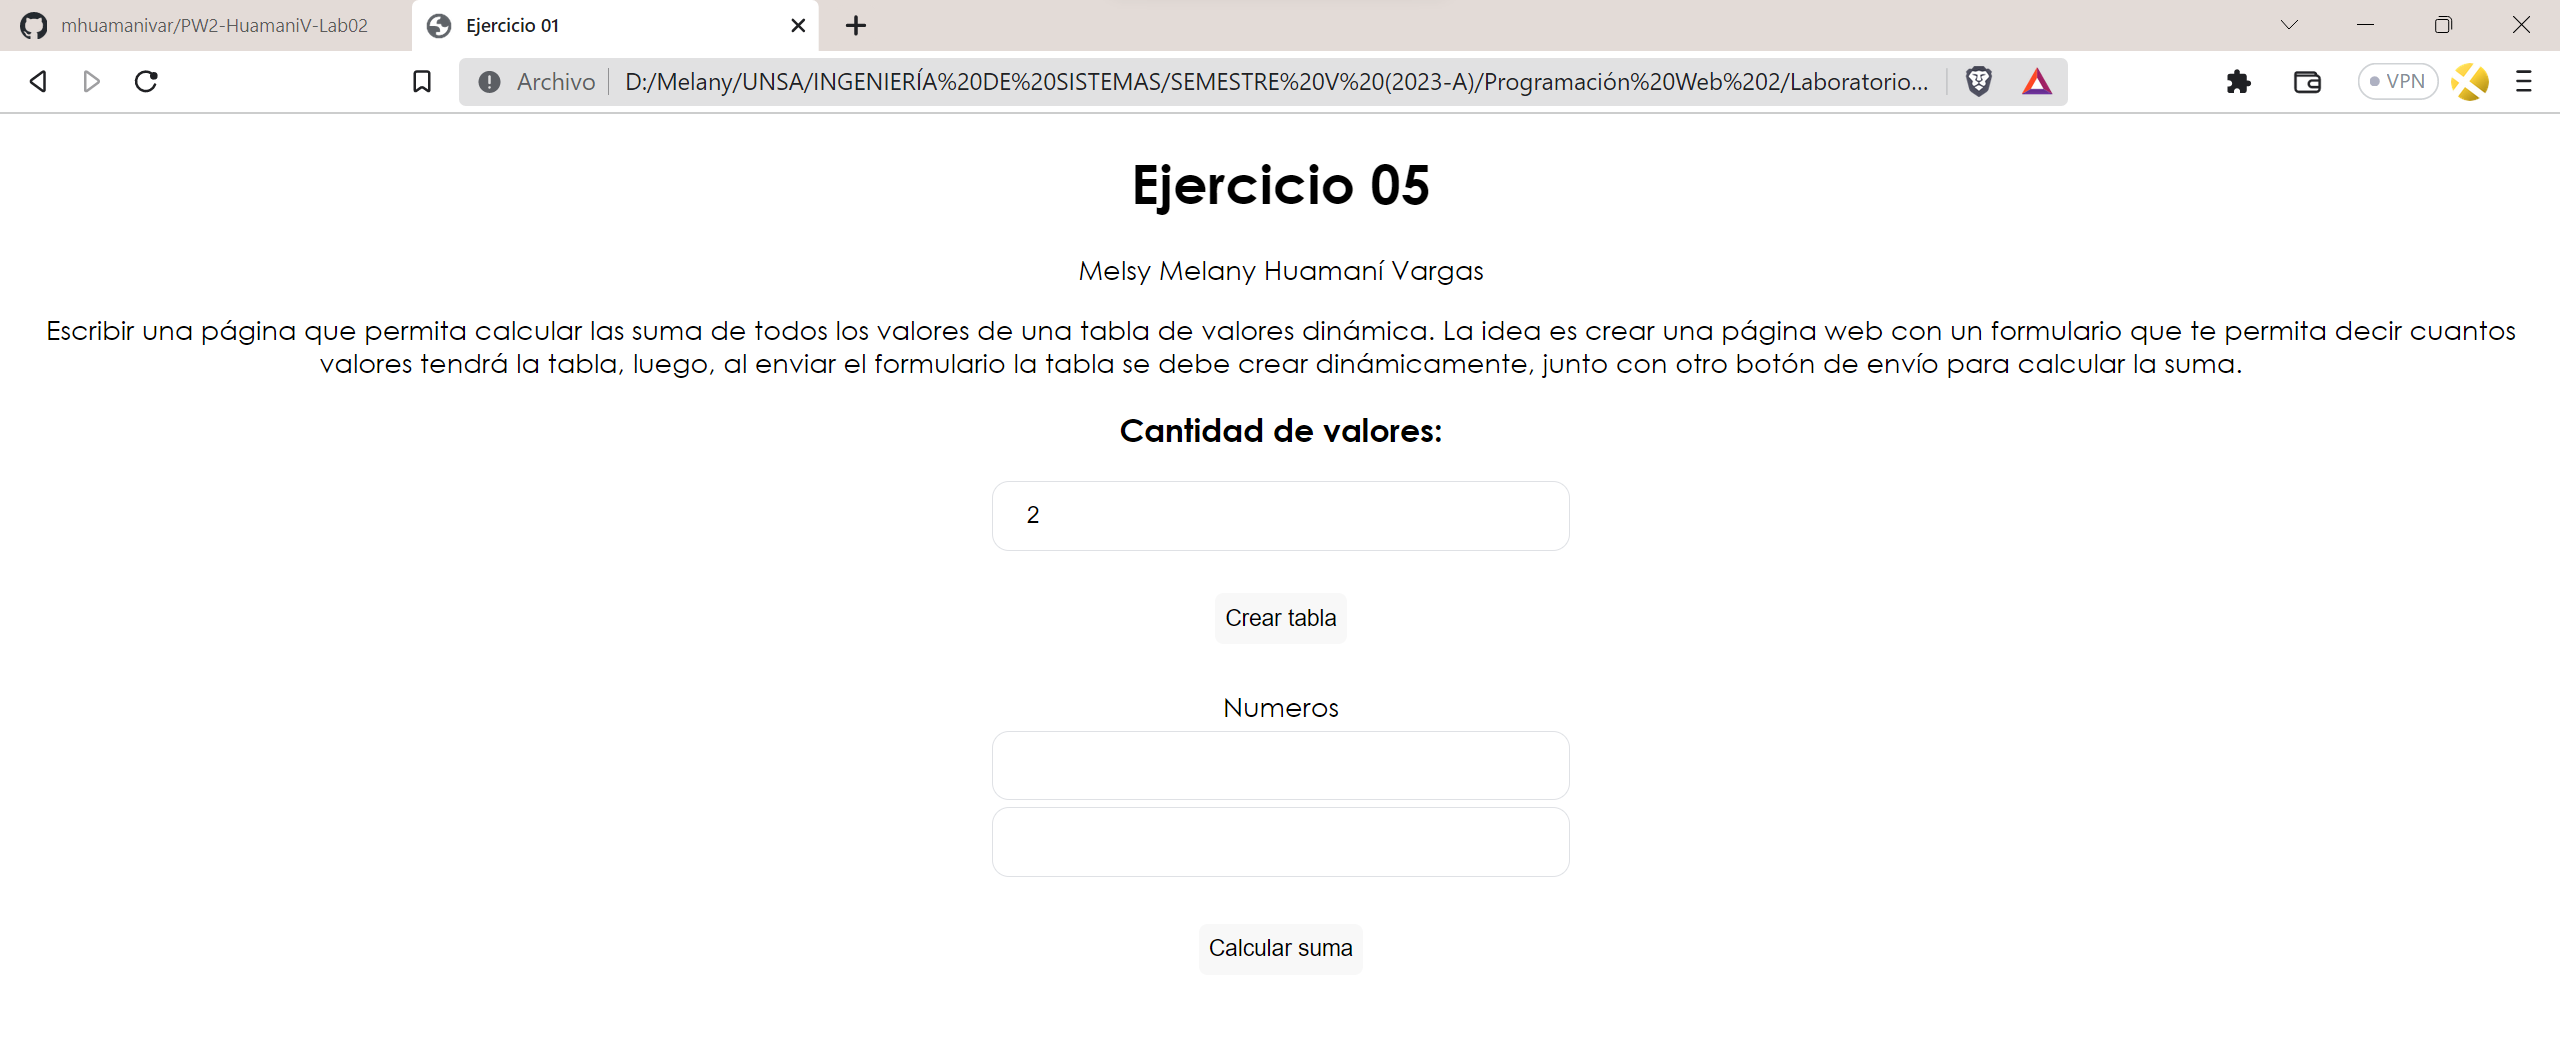 mhuamanivar/PW2-HuamaniV-Lab02
Ejercicio 01
Archivo
D:/Melany/UNSA/INGENIERÍA%20DE%20SISTEMAS/SEMESTRE%20V%20(2023-A)/Programación%20Web%202/Laboratorio...
VPN
Ejercicio 05
Melsy Melany Huamaní Vargas
Escribir una página que permita calcular las suma de todos los valores de una tabla de valores dinámica. La idea es crear una página web con un formulario que te permita decir cuantos
valores tendrá la tabla, luego, al enviar el formulario la tabla se debe crear dinámicamente, junto con otro botón de envío para calcular la suma.
Cantidad de valores:
2
Crear tabla
Numeros
Calcular suma